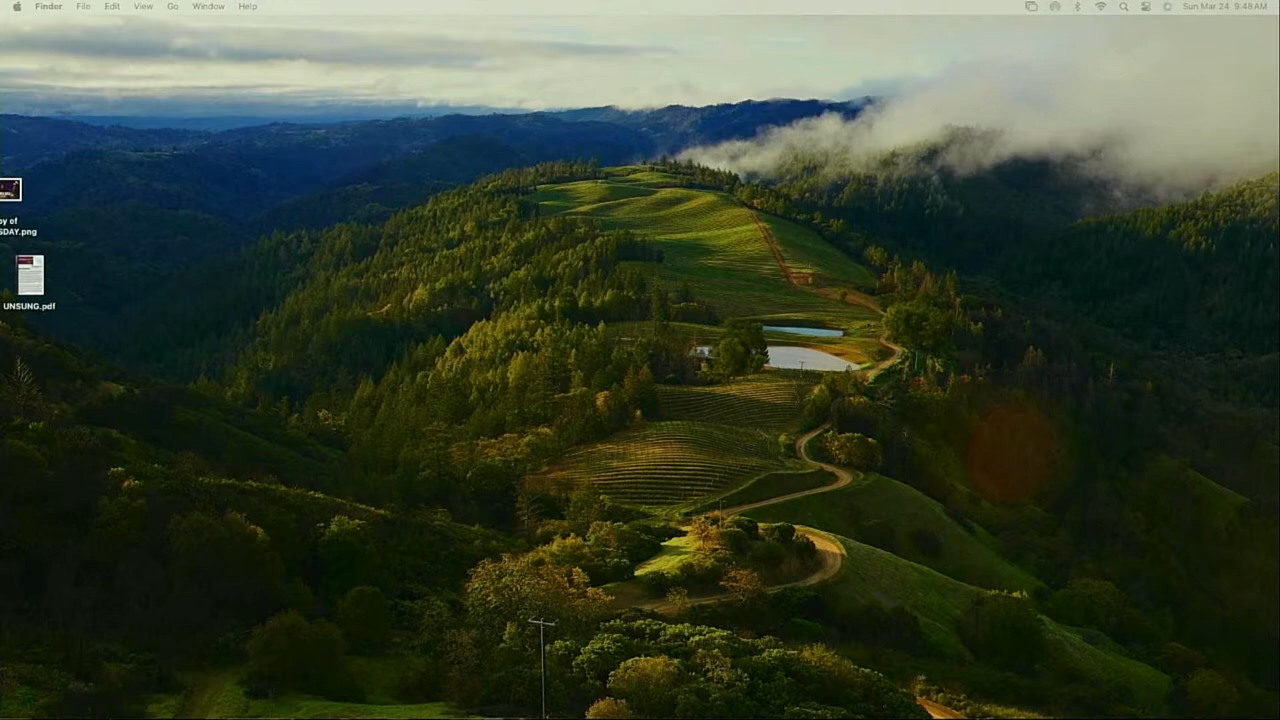 Finder File Edit View Go Window Help
Sun Mar 24 9:48 AM
py of
SDAY.png
UNSUNG.pdf